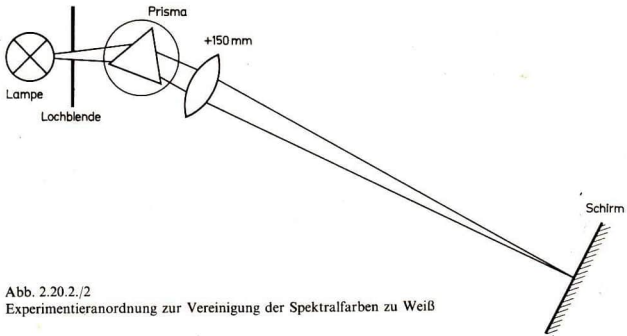 Prisma
+150 mm
Lampe
Lochblende
Schirm
Abb. 2.20.2./2
Experimentieranordnung zur Vereinigung der Spektralfarben zu Weiß